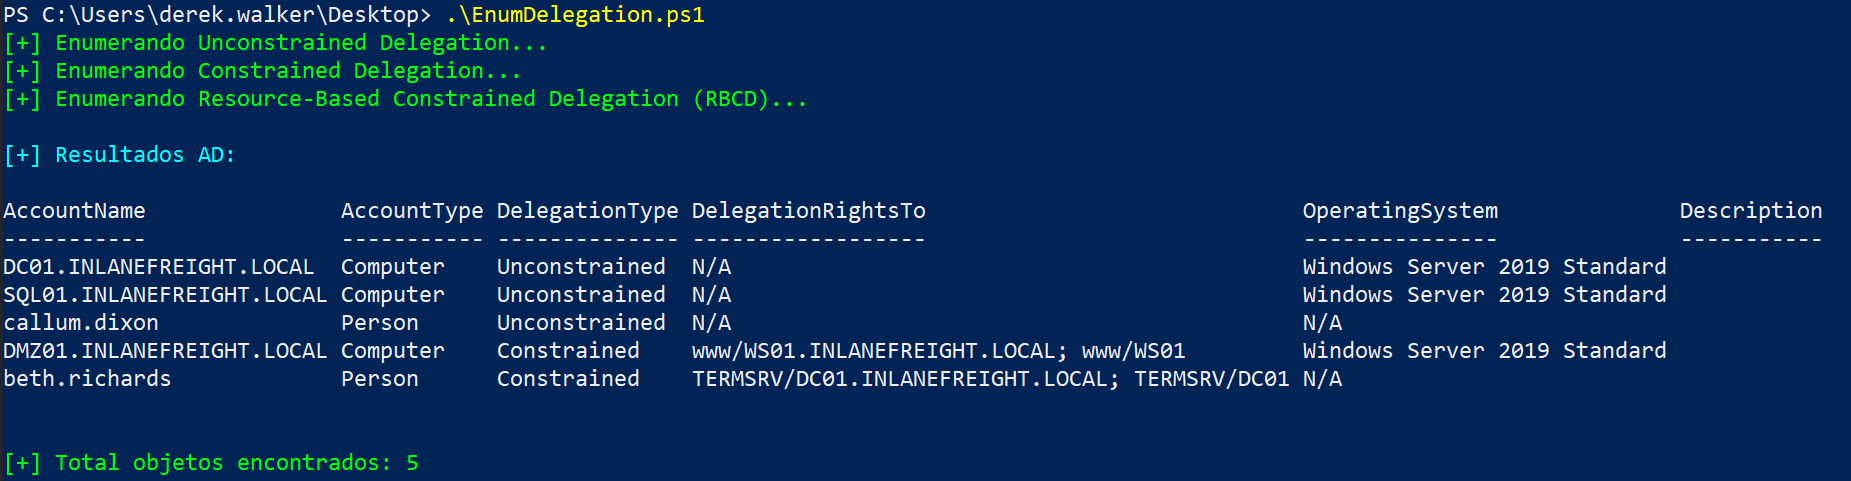 PS C:\Users\derek.walker\Desktop> .\EnumDelegation.ps1
[+] Enumerando Unconstrained Delegation...
[+] Enumerando Constrained Delegation...
[+] Enumerando Resource-Based Constrained Delegation (RBCD)...
[+] Resultados AD:
AccountName AccountType DelegationType DelegationRightsTo OperatingSystem Description
----------- ----------- -------------- ------------------ --------------- -----------
DC01.INLANEFREIGHT.LOCAL Computer Unconstrained N/A Windows Server 2019 Standard
SQL01.INLANEFREIGHT.LOCAL Computer Unconstrained N/A Windows Server 2019 Standard
callum.dixon Person Unconstrained N/A N/A
DMZ01.INLANEFREIGHT.LOCAL Computer Constrained www/WS01.INLANEFREIGHT.LOCAL; www/WS01 Windows Server 2019 Standard
beth.richards Person Constrained TERMSRV/DC01.INLANEFREIGHT.LOCAL; TERMSRV/DC01 N/A
[+] Total objetos encontrados: 5